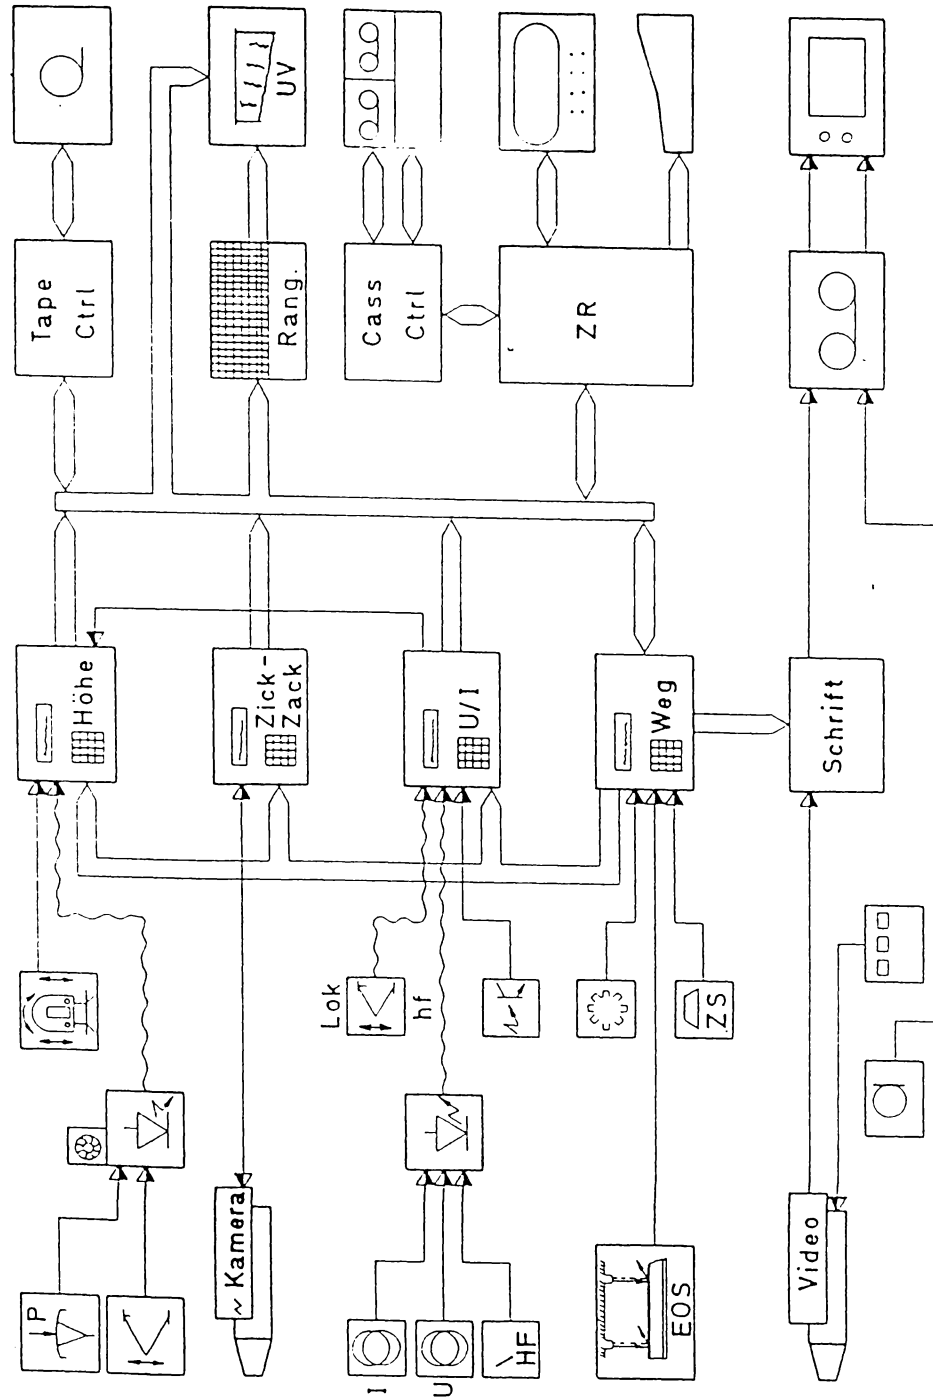 Tape
Ctrl
UV
Rang.
Cass
Ctrl
ZR
Höhe
Zick-
Zack
U/I
Weg
Schrift
Lok
hf
ZS
P
~ Kamera
I
U
HF
EOS
Video